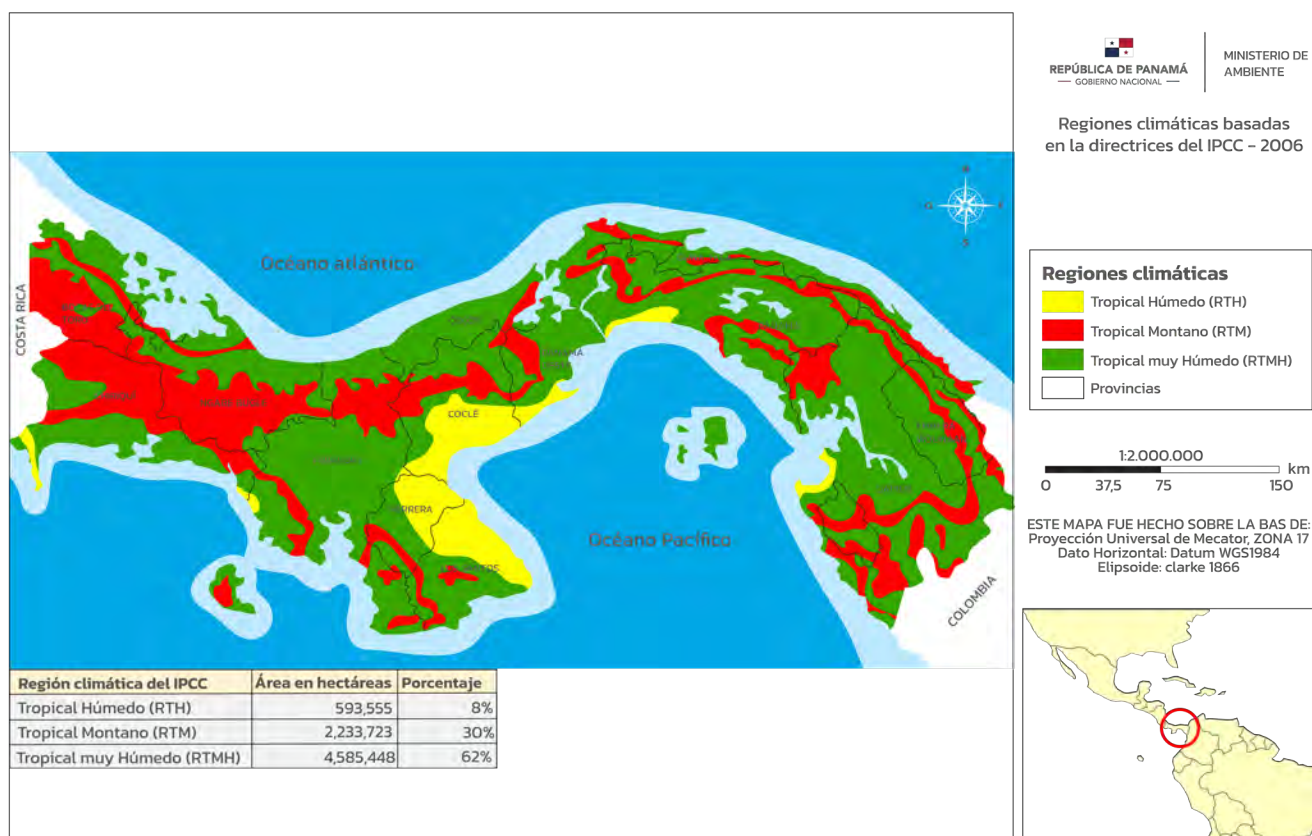 REPÚBLICA DE PANAMÁ
— GOBIERNO NACIONAL —
MINISTERIO DE
AMBIENTE
Regiones climáticas basadas
en la directrices del IPCC - 2006
Océano atlántico
COSTA RICA
COCLÉ
Océano Pacífico
COLOMBIA
Regiones climáticas
Tropical Húmedo (RTH)
Tropical Montano (RTM)
Tropical muy Húmedo (RTMH)
Provincias
1:2.000.000
0 37,5 75 150 km
ESTE MAPA FUE HECHO SOBRE LA BAS DE:
Proyección Universal de Mecator, ZONA 17
Dato Horizontal: Datum WGS1984
Elipsoide: clarke 1866
Región climática del IPCC Área en hectáreas Porcentaje
Tropical Húmedo (RTH) 593,555 8%
Tropical Montano (RTM) 2,233,723 30%
Tropical muy Húmedo (RTMH) 4,585,448 62%